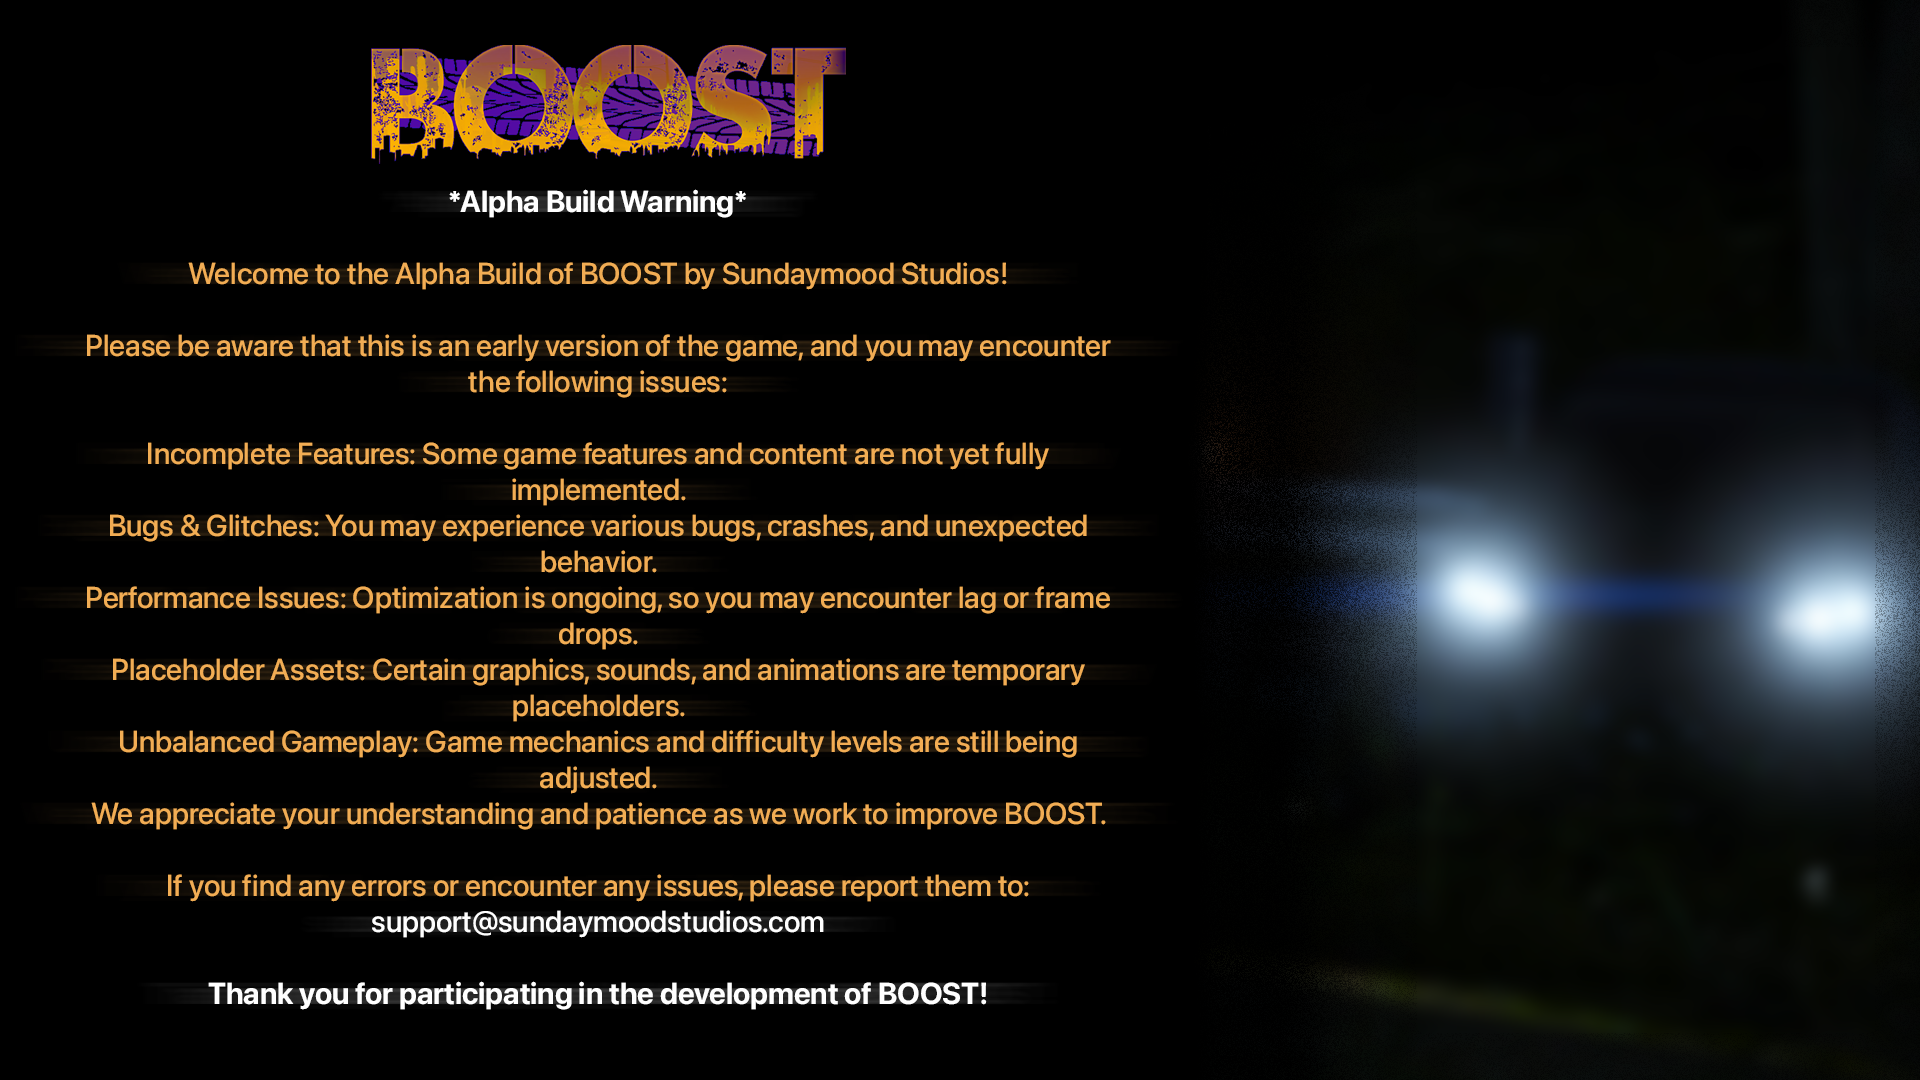 BOOST
*Alpha Build Warning*
Welcome to the Alpha Build of BOOST by Sundaymood Studios!
Please be aware that this is an early version of the game, and you may encounter
the following issues:
Incomplete Features: Some game features and content are not yet fully
implemented.
Bugs & Glitches: You may experience various bugs, crashes, and unexpected
behavior.
Performance Issues: Optimization is ongoing, so you may encounter lag or frame
drops.
Placeholder Assets: Certain graphics, sounds, and animations are temporary
placeholders.
Unbalanced Gameplay: Game mechanics and difficulty levels are still being
adjusted.
We appreciate your understanding and patience as we work to improve BOOST.
If you find any errors or encounter any issues, please report them to:
support@sundaymoodstudios.com
Thank you for participating in the development of BOOST!